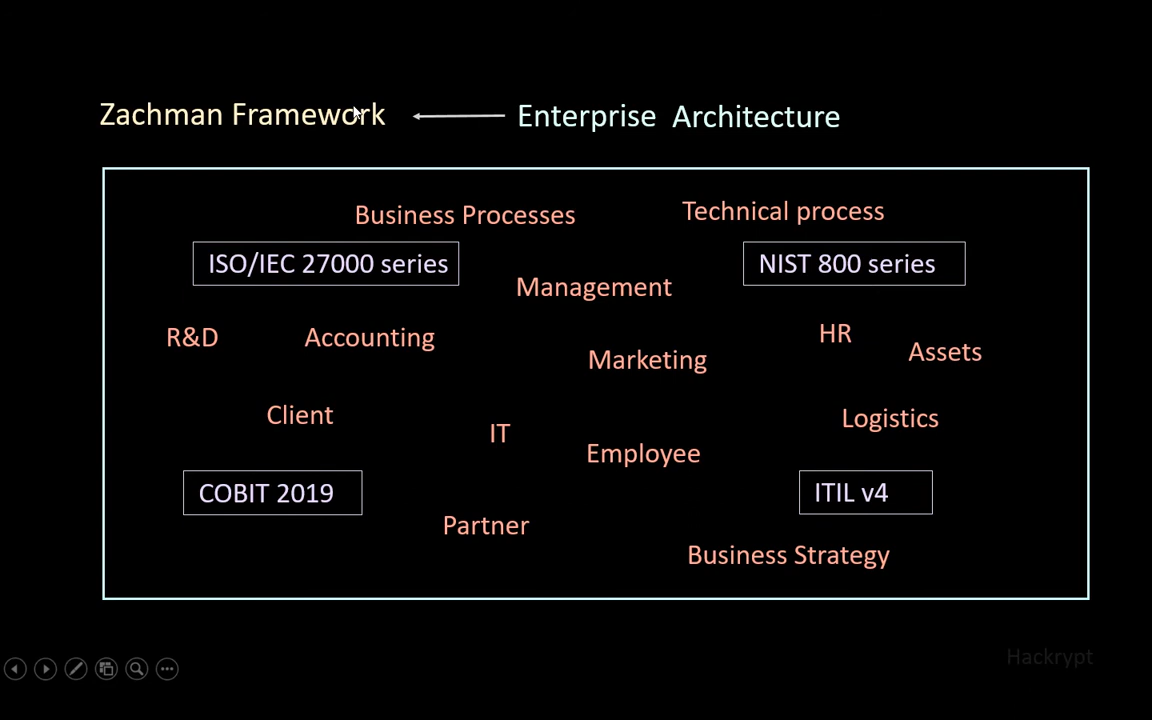 Zachman Framework
Enterprise Architecture
Business Processes
Technical process
ISO/IEC 27000 series
NIST 800 series
Management
R&D
Accounting
HR
Marketing
Assets
Client
Logistics
IT
Employee
COBIT 2019
ITIL v4
Partner
Business Strategy
Hackrypt